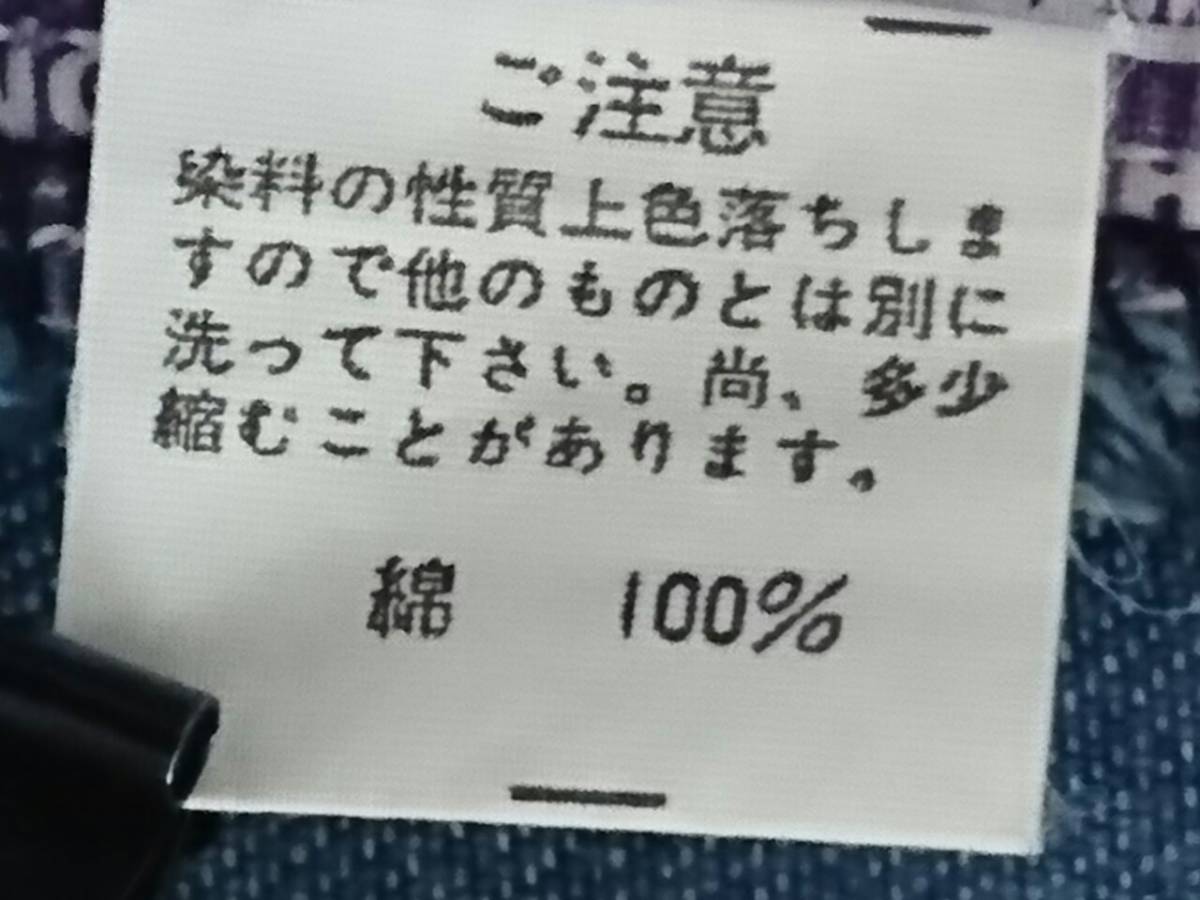 ご注意
染料の性質上色落ちしま
すので他のものとは別に
洗って下さい。尚、多少
縮むことがあります。
綿 100%